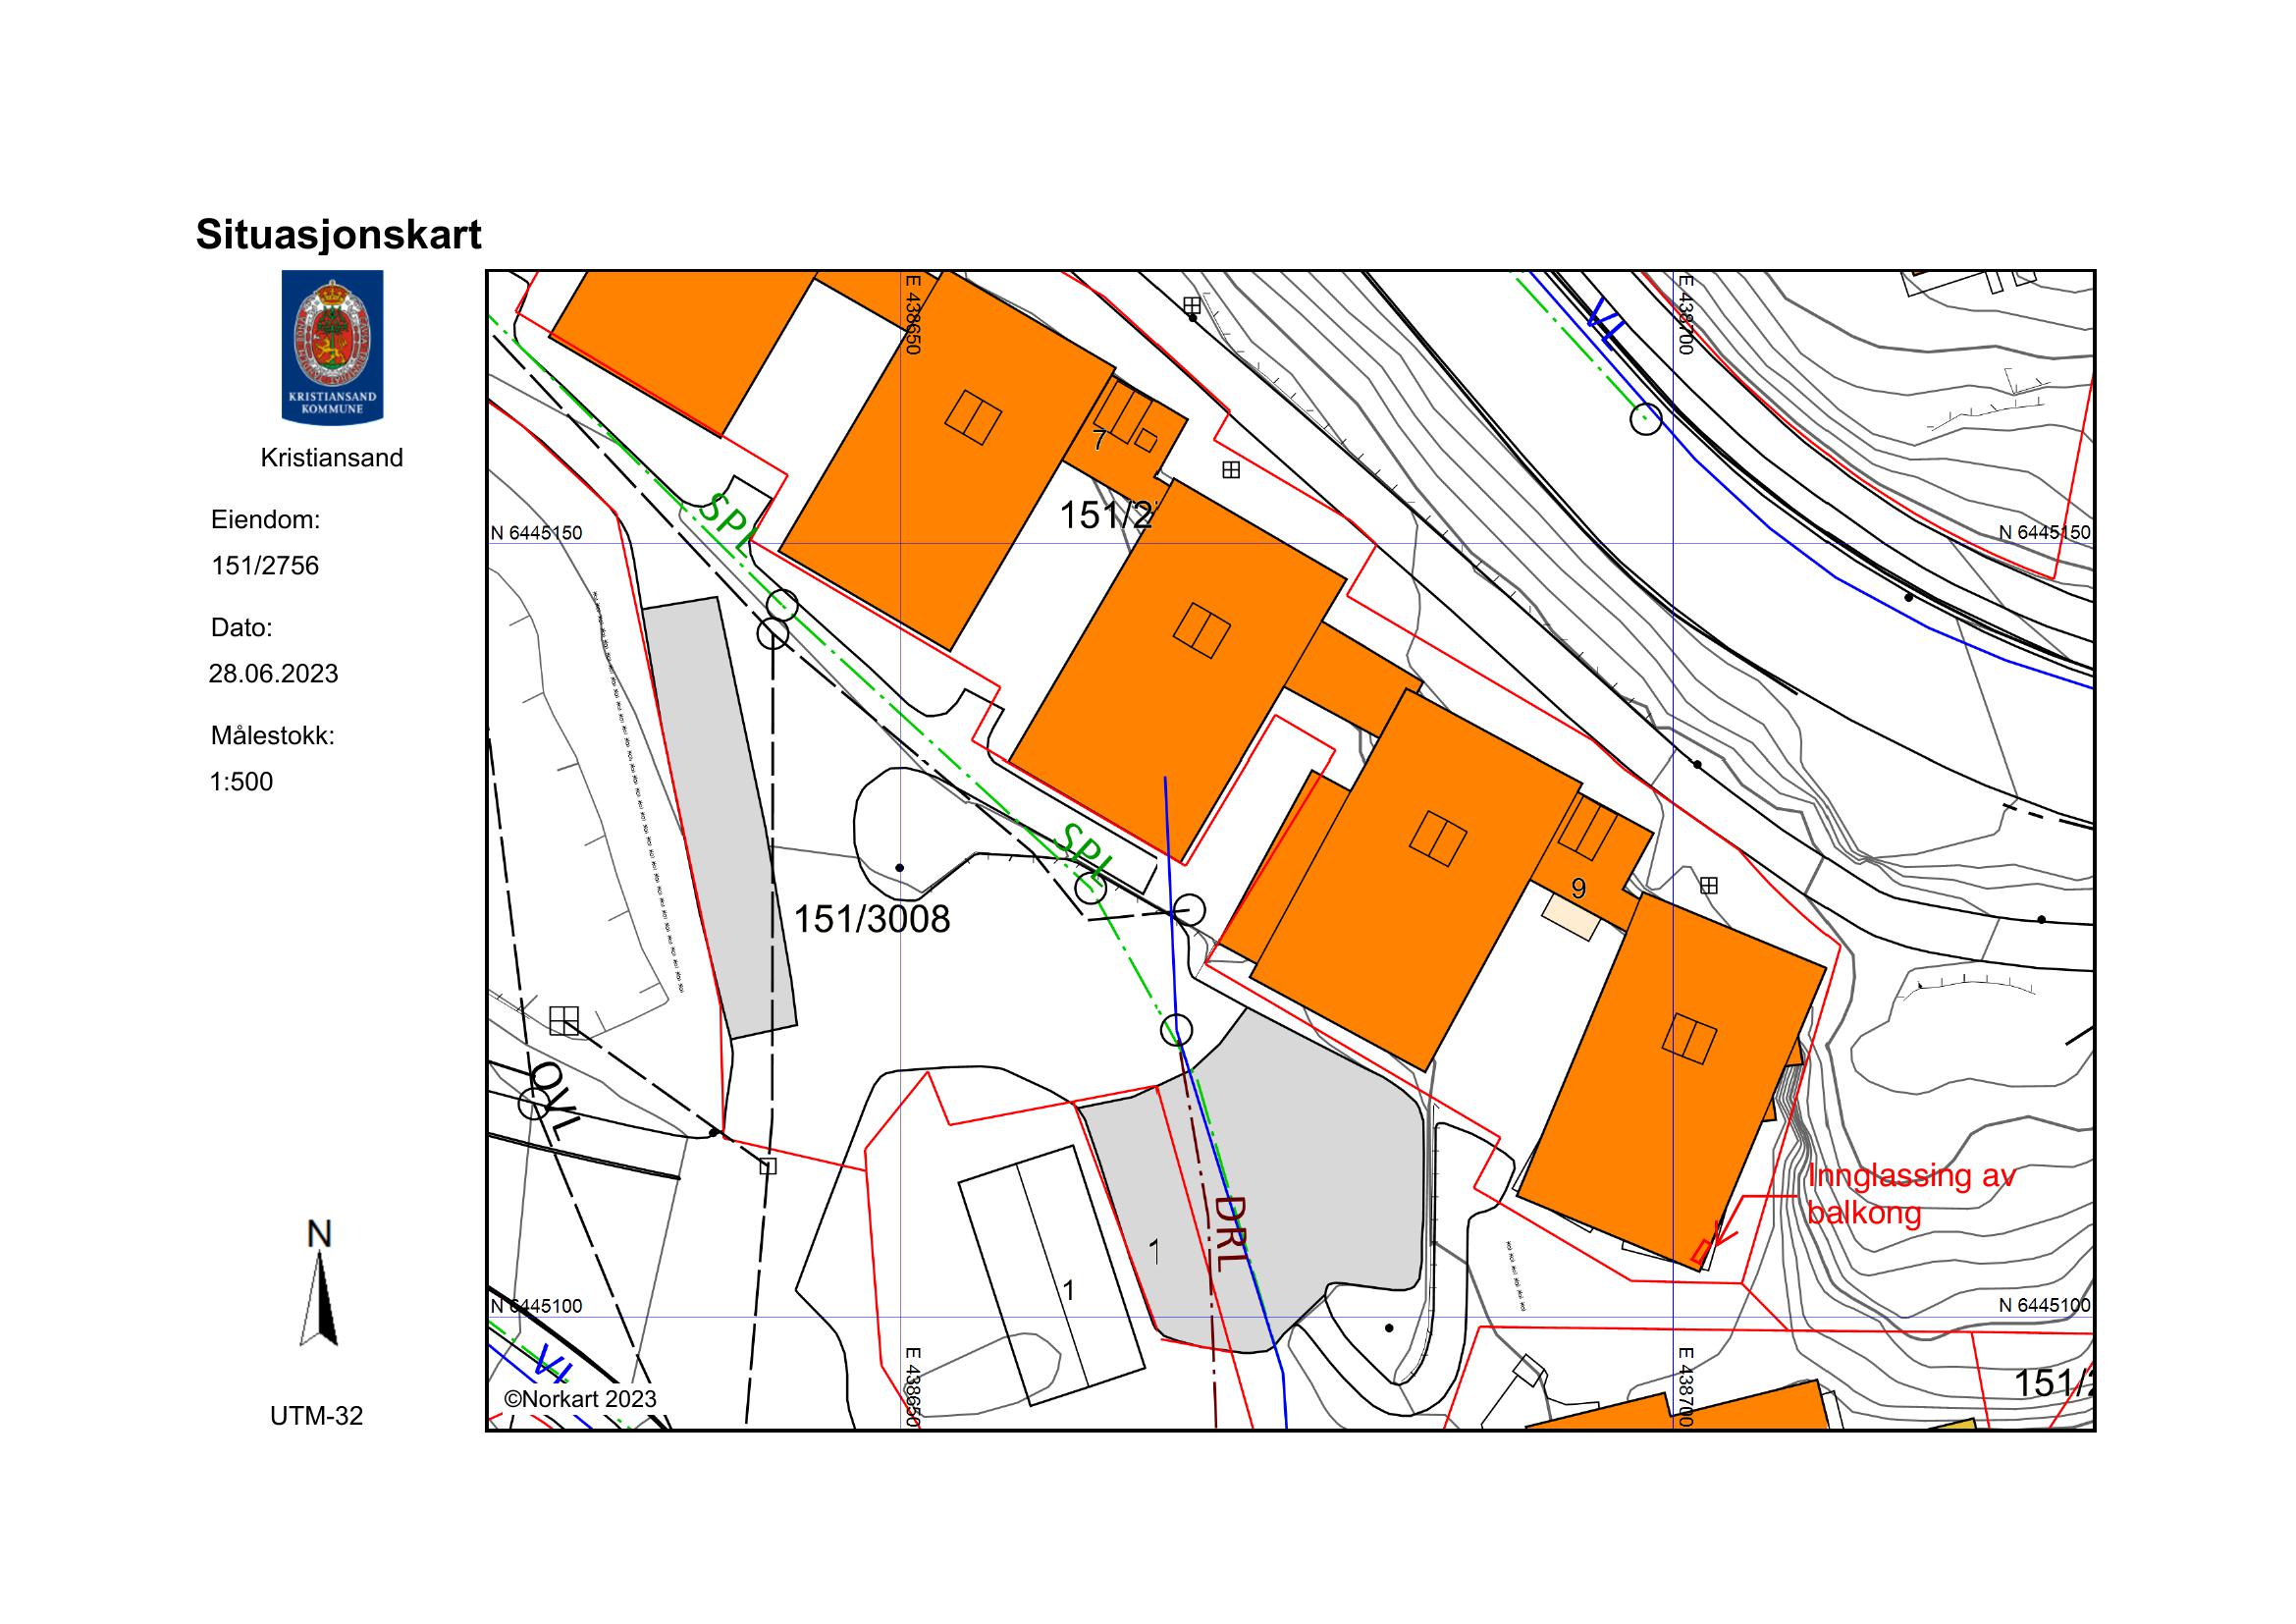 Situasjonskart
KRISTIANSAND
KOMMUNE
Kristiansand
Eiendom:
151/2756
Dato:
28.06.2023
Målestokk:
1:500
N
UTM-32
E 438650
E 438700
VL
7
151/2
SPL
N 6445150
N 6445150
SPL
9
151/3008
OVL
Innglassing av
balkong
DRL
1
1
N 6445100
N 6445100
VL
E 438650
E 438700
151/2
©Norkart 2023